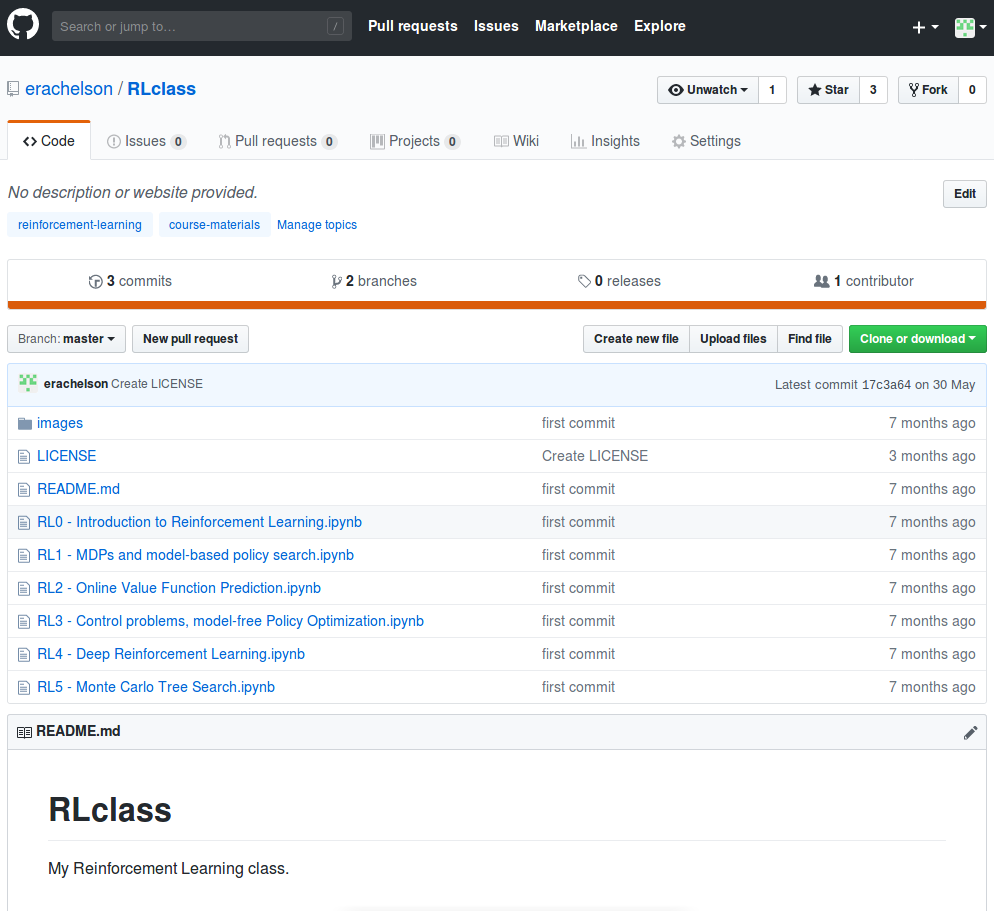 Search or jump to… / Pull requests Issues Marketplace Explore
erachelson / RLclass Unwatch 1 Star 3 Fork 0
Code Issues 0 Pull requests 0 Projects 0 Wiki Insights Settings
No description or website provided. Edit
reinforcement-learning course-materials Manage topics
3 commits 2 branches 0 releases 1 contributor
Branch: master New pull request Create new file Upload files Find file Clone or download
erachelson Create LICENSE Latest commit 17c3a64 on 30 May
images first commit 7 months ago
LICENSE Create LICENSE 3 months ago
README.md first commit 7 months ago
RL0 - Introduction to Reinforcement Learning.ipynb first commit 7 months ago
RL1 - MDPs and model-based policy search.ipynb first commit 7 months ago
RL2 - Online Value Function Prediction.ipynb first commit 7 months ago
RL3 - Control problems, model-free Policy Optimization.ipynb first commit 7 months ago
RL4 - Deep Reinforcement Learning.ipynb first commit 7 months ago
RL5 - Monte Carlo Tree Search.ipynb first commit 7 months ago
README.md
RLclass
My Reinforcement Learning class.